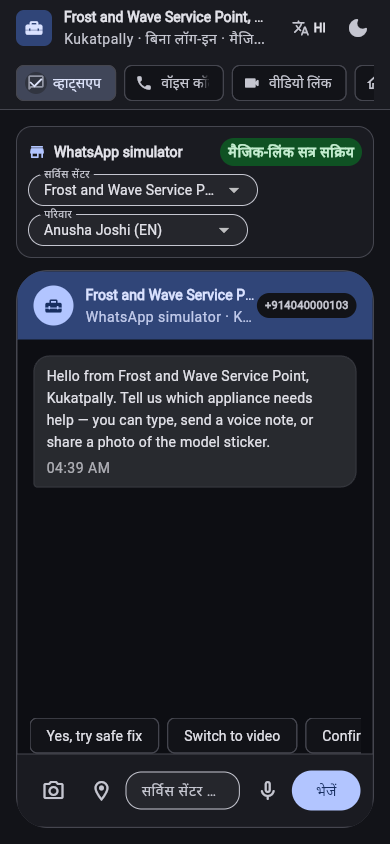 Frost and Wave Service Point, ...
Kukatpally · बिना लॉग-इन · मैजि...
HI
व्हाट्सएप
वॉइस कॉ
वीडियो लिंक
WhatsApp simulator
मैजिक-लिंक सत्र सक्रिय
सर्विस सेंटर
Frost and Wave Service P...
परिवार
Anusha Joshi (EN)
Frost and Wave Service P...
WhatsApp simulator · K...
+914040000103
Hello from Frost and Wave Service Point,
Kukatpally. Tell us which appliance needs
help — you can type, send a voice note, or
share a photo of the model sticker.
04:39 AM
Yes, try safe fix
Switch to video
Confir
सर्विस सेंटर ...
भेजें